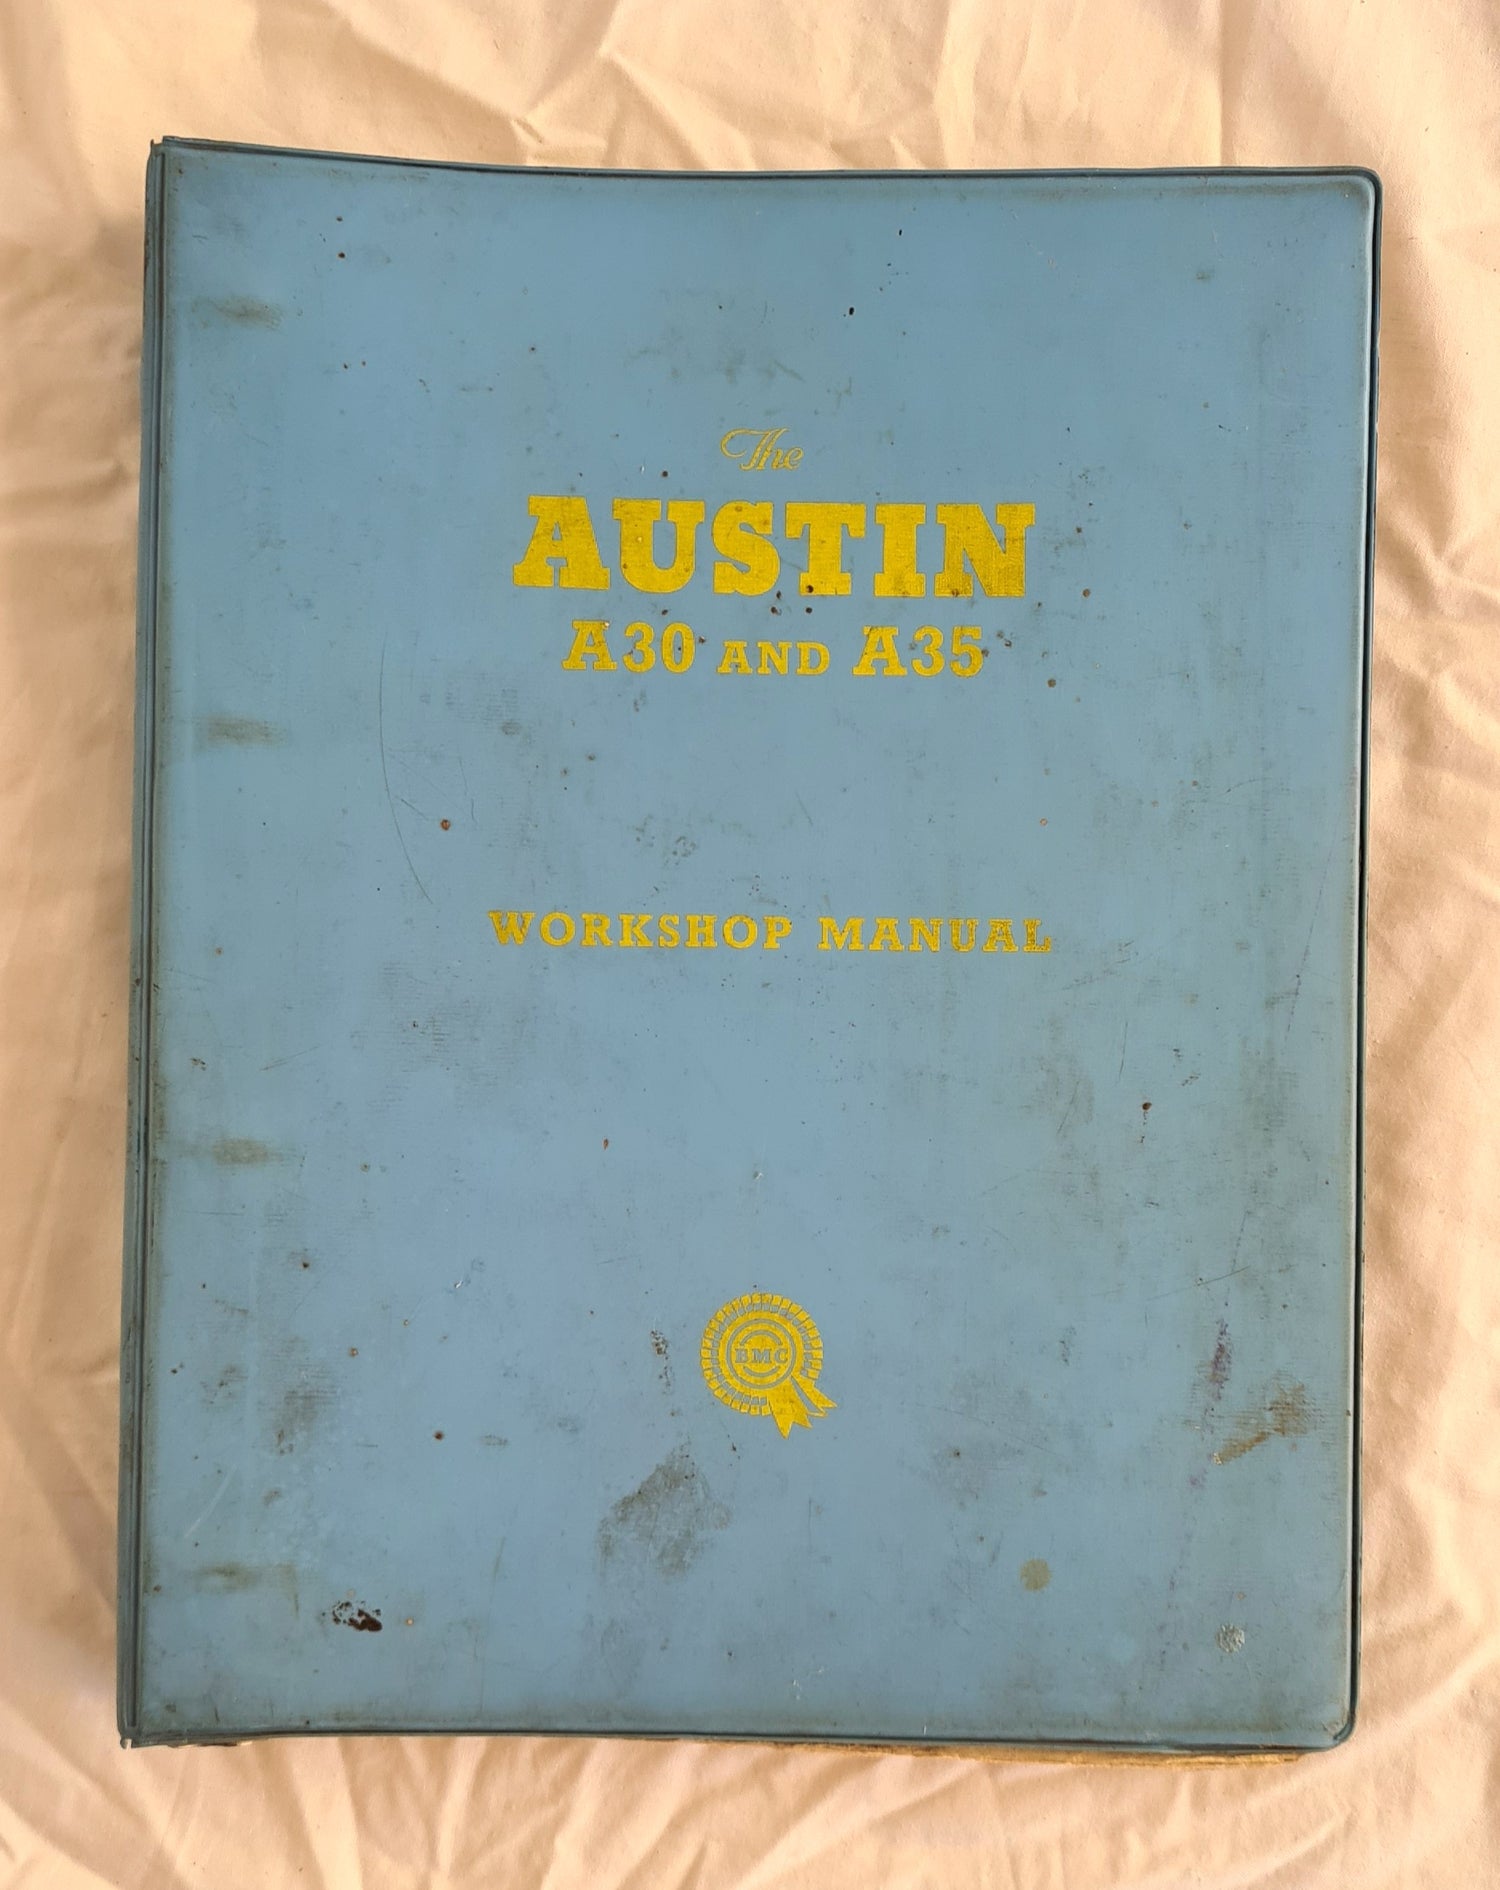 The
AUSTIN
A30 AND A35
WORKSHOP MANUAL
BMC